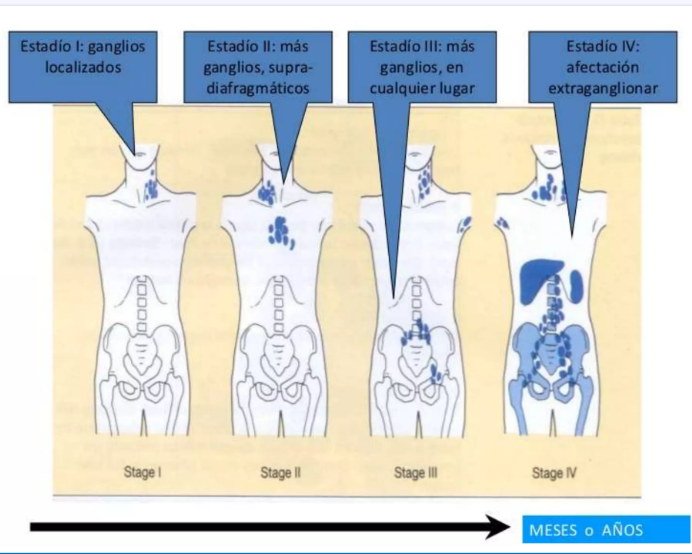 Estadío I: ganglios
localizados
Estadío II: más
ganglios, supra-
diafragmáticos
Estadío III: más
ganglios, en
cualquier lugar
Estadío IV:
afectación
extraganglionar
Stage I
Stage II
Stage III
Stage IV
MESES o AÑOS